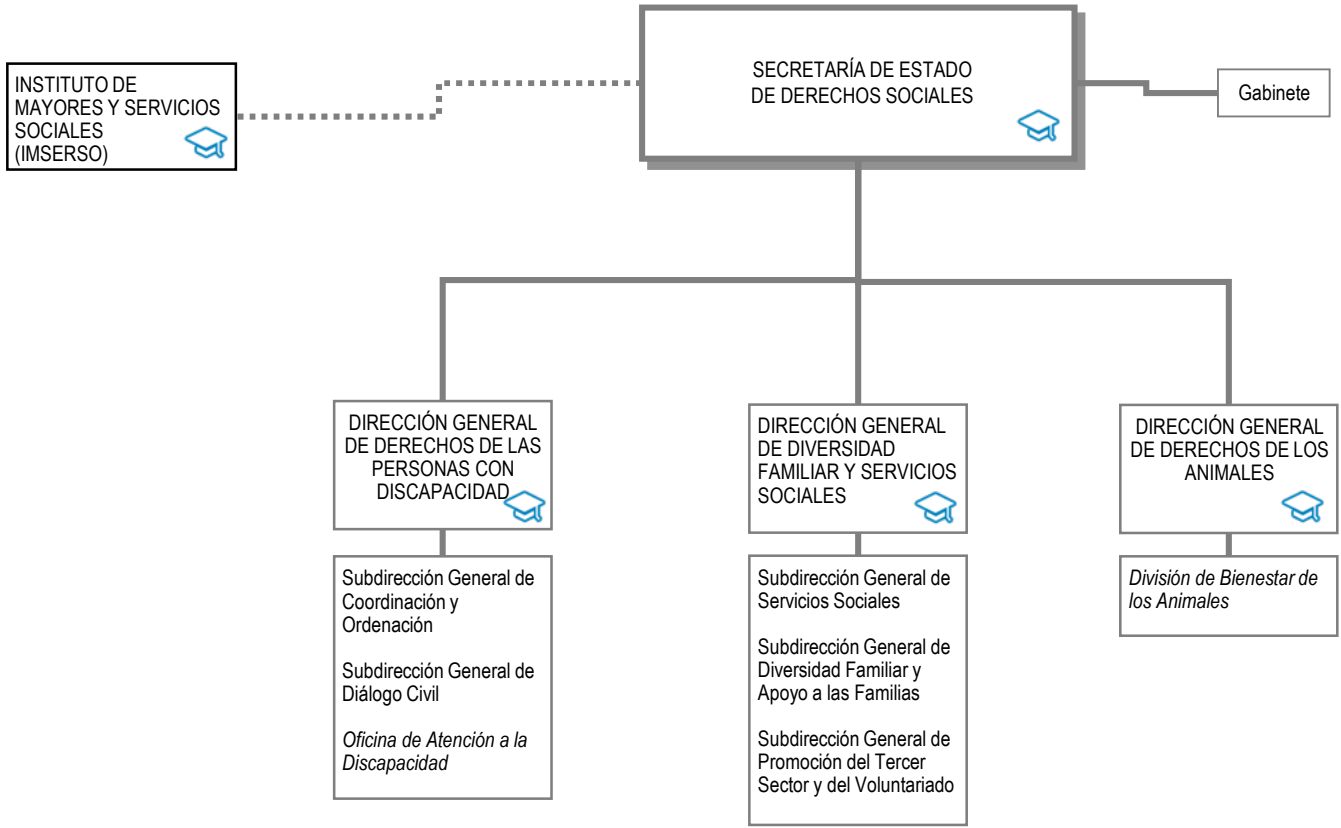 SECRETARÍA DE ESTADO
DE DERECHOS SOCIALES
INSTITUTO DE
MAYORES Y SERVICIOS
SOCIALES
(IMSERSO)
Gabinete
DIRECCIÓN GENERAL
DE DERECHOS DE LAS
PERSONAS CON
DISCAPACIDAD
Subdirección General de
Coordinación y
Ordenación
Subdirección General de
Diálogo Civil
Oficina de Atención a la
Discapacidad
DIRECCIÓN GENERAL
DE DIVERSIDAD
FAMILIAR Y SERVICIOS
SOCIALES
Subdirección General de
Servicios Sociales
Subdirección General de
Diversidad Familiar y
Apoyo a las Familias
Subdirección General de
Promoción del Tercer
Sector y del Voluntariado
DIRECCIÓN GENERAL
DE DERECHOS DE LOS
ANIMALES
División de Bienestar de
los Animales